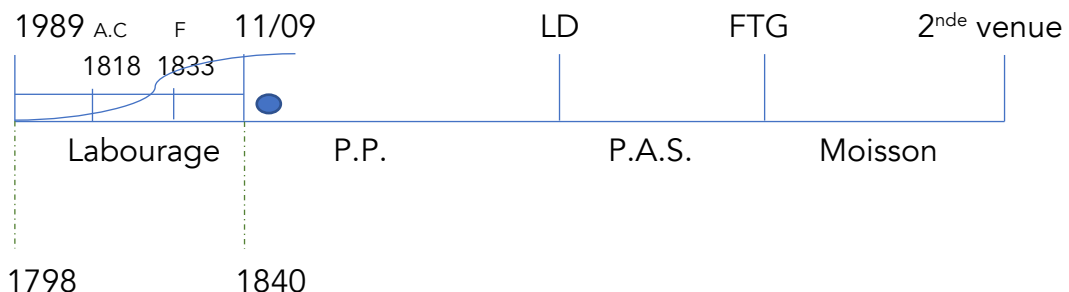 1989 A.C F 11/09 LD FTG 2nde venue
1818 1833
Labourage P.P. P.A.S. Moisson
1798 1840